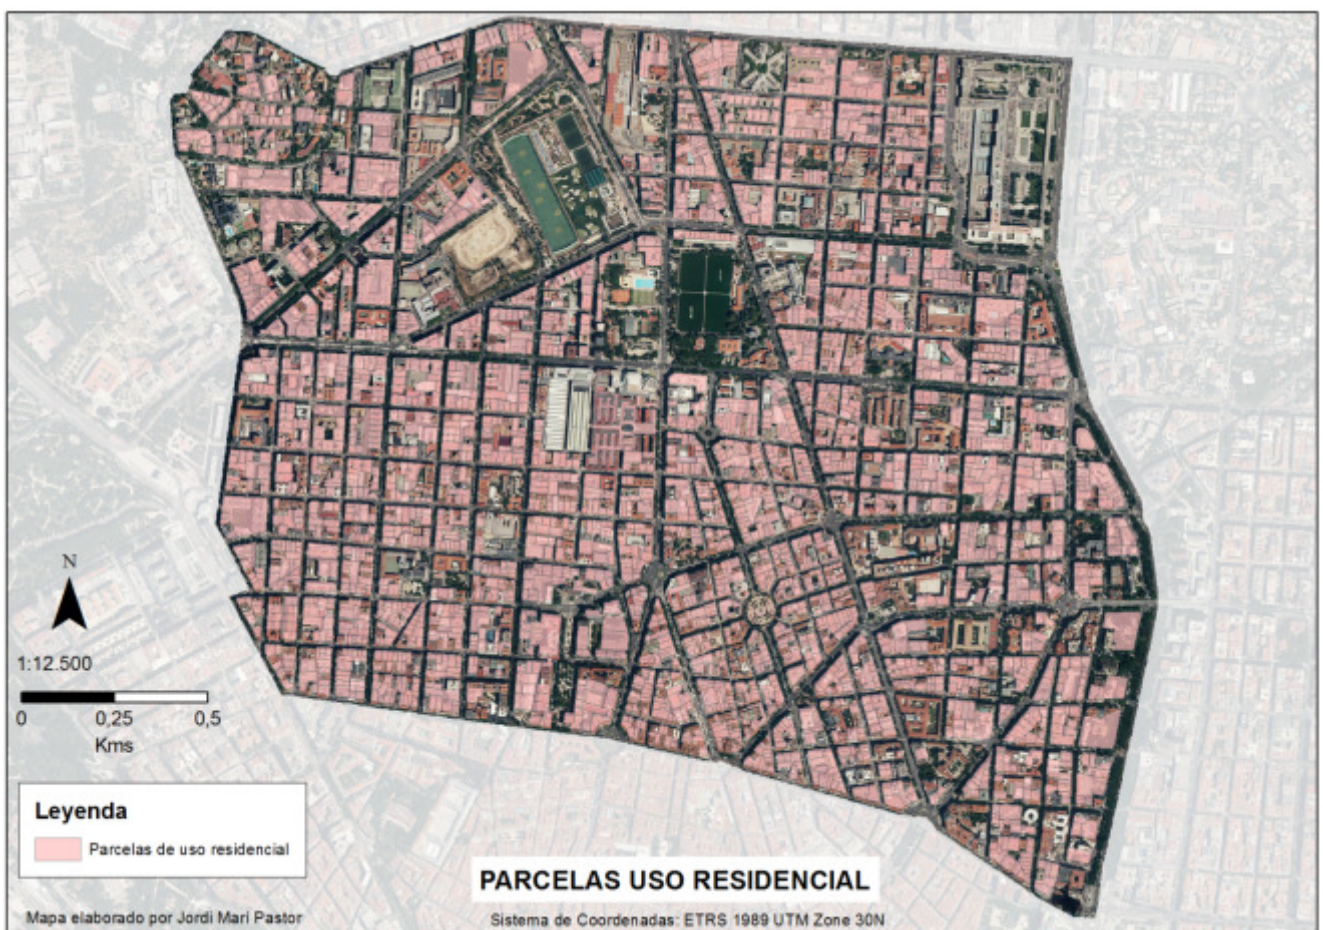 N
1:12.500
0 0,25 0,5
Kms
Leyenda
Parcelas de uso residencial
PARCELAS USO RESIDENCIAL
Mapa elaborado por Jordi Marí Pastor
Sistema de Coordenadas: ETRS 1989 UTM Zone 30N